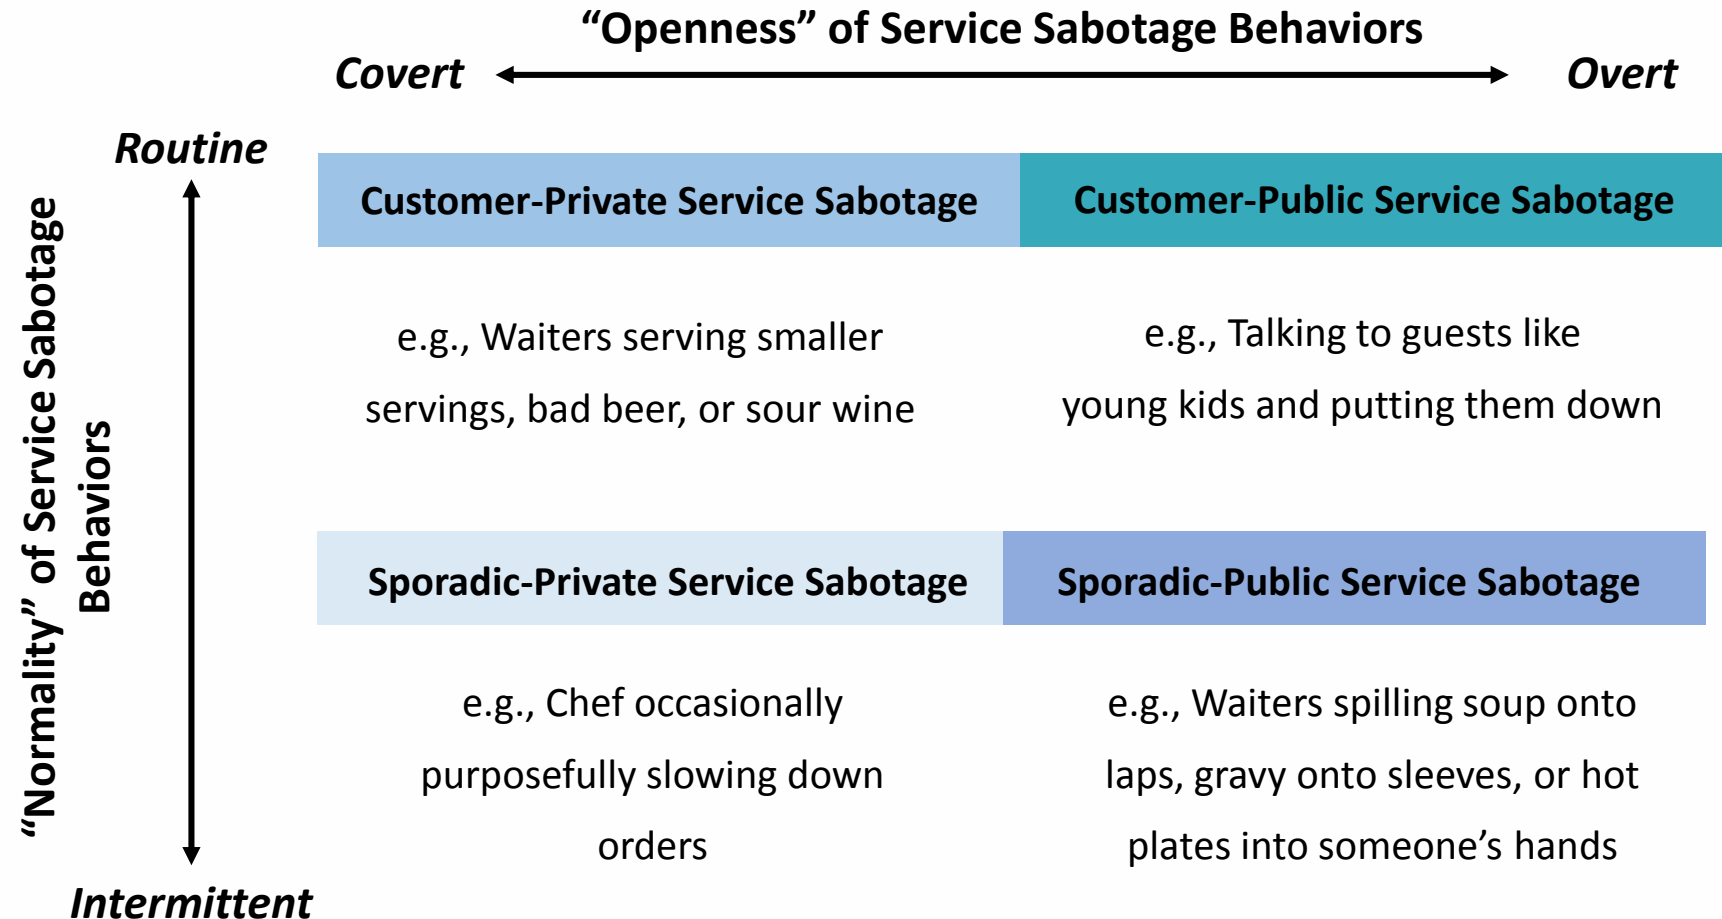 “Openness” of Service Sabotage Behaviors
Covert
Overt
“Normality” of Service Sabotage
Behaviors
Routine
Intermittent
Customer-Private Service Sabotage
e.g., Waiters serving smaller
servings, bad beer, or sour wine
Customer-Public Service Sabotage
e.g., Talking to guests like
young kids and putting them down
Sporadic-Private Service Sabotage
e.g., Chef occasionally
purposefully slowing down
orders
Sporadic-Public Service Sabotage
e.g., Waiters spilling soup onto
laps, gravy onto sleeves, or hot
plates into someone’s hands